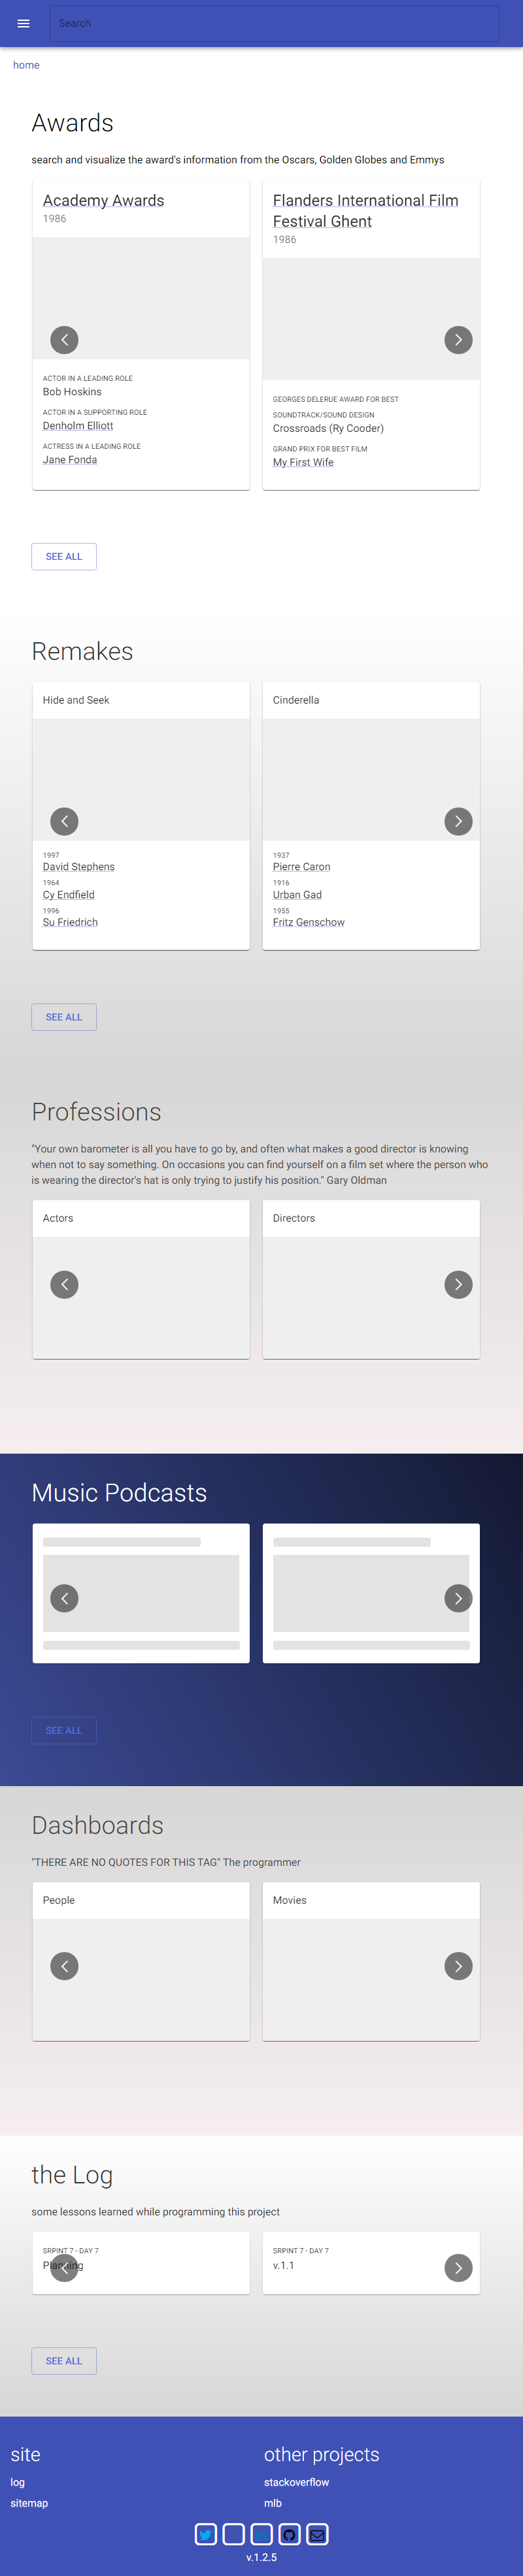 Search
home
Awards
search and visualize the award's information from the Oscars, Golden Globes and Emmys
Academy Awards
1986
ACTOR IN A LEADING ROLE
Bob Hoskins
ACTOR IN A SUPPORTING ROLE
Denholm Elliott
ACTRESS IN A LEADING ROLE
Jane Fonda
Flanders International Film
Festival Ghent
1986
GEORGES DELERUE AWARD FOR BEST
SOUNDTRACK/SOUND DESIGN
Crossroads (Ry Cooder)
GRAND PRIX FOR BEST FILM
My First Wife
SEE ALL
Remakes
Hide and Seek
1997
David Stephens
1964
Cy Endfield
1996
Su Friedrich
Cinderella
1937
Pierre Caron
1916
Urban Gad
1955
Fritz Genschow
SEE ALL
Professions
"Your own barometer is all you have to go by, and often what makes a good director is knowing
when not to say something. On occasions you can find yourself on a film set where the person who
is wearing the director's hat is only trying to justify his position." Gary Oldman
Actors
Directors
Music Podcasts
SEE ALL
Dashboards
"THERE ARE NO QUOTES FOR THIS TAG" The programmer
People
Movies
the Log
some lessons learned while programming this project
SRPINT 7 - DAY 7
Planning
SRPINT 7 - DAY 7
v.1.1
SEE ALL
site
log
sitemap
other projects
stackoverflow
mlb
v.1.2.5